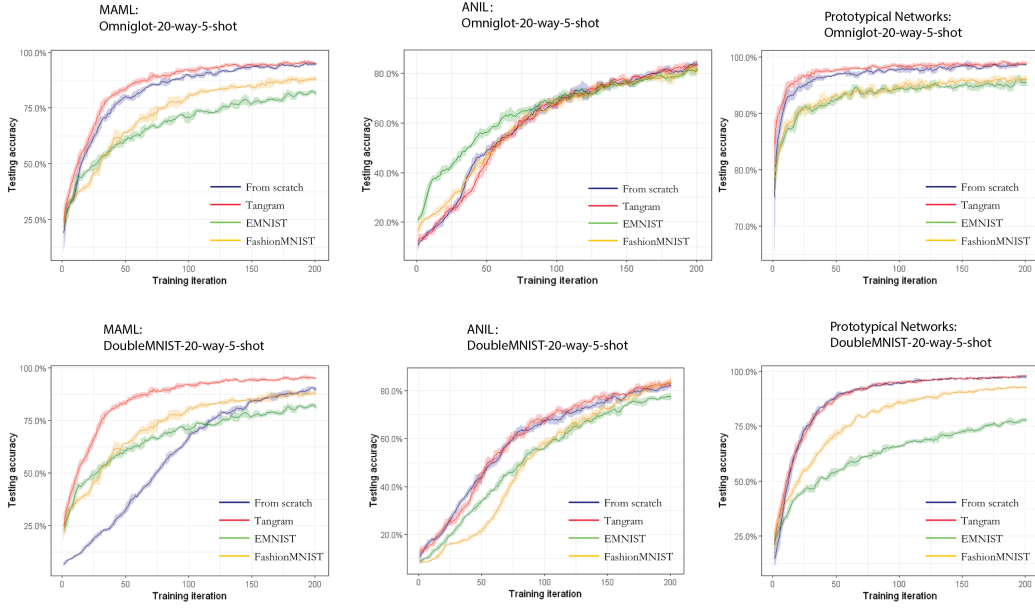 MAML:
Omniglot-20-way-5-shot
100.0%
75.0%
50.0%
25.0%
Testing accuracy
From scratch
Tangram
EMNIST
FashionMNIST
0
50
100
150
200
Training iteration
ANIL:
Omniglot-20-way-5-shot
80.0%
60.0%
40.0%
20.0%
Testing accuracy
From scratch
Tangram
EMNIST
FashionMNIST
0
50
100
150
200
Training iteration
Prototypical Networks:
Omniglot-20-way-5-shot
100.0%
90.0%
80.0%
70.0%
Testing accuracy
From scratch
Tangram
EMNIST
FashionMNIST
0
50
100
150
200
Training iteration
MAML:
DoubleMNIST-20-way-5-shot
100.0%
75.0%
50.0%
25.0%
Testing accuracy
From scratch
Tangram
EMNIST
FashionMNIST
0
50
100
150
200
Training iteration
ANIL:
DoubleMNIST-20-way-5-shot
80.0%
60.0%
40.0%
20.0%
Testing accuracy
From scratch
Tangram
EMNIST
FashionMNIST
0
50
100
150
200
Training iteration
Prototypical Networks:
DoubleMNIST-20-way-5-shot
100.0%
75.0%
50.0%
25.0%
Testing accuracy
From scratch
Tangram
EMNIST
FashionMNIST
0
50
100
150
200
Training iteration